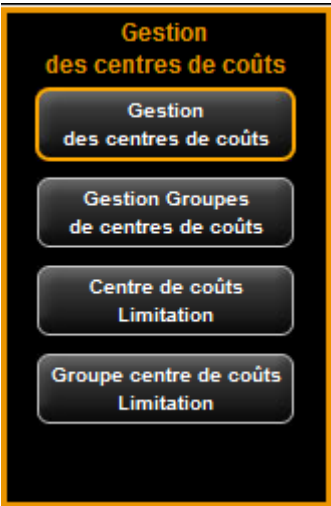 Gestion
des centres de coûts
Gestion
des centres de coûts
Gestion Groupes
de centres de coûts
Centre de coûts
Limitation
Groupe centre de coûts
Limitation